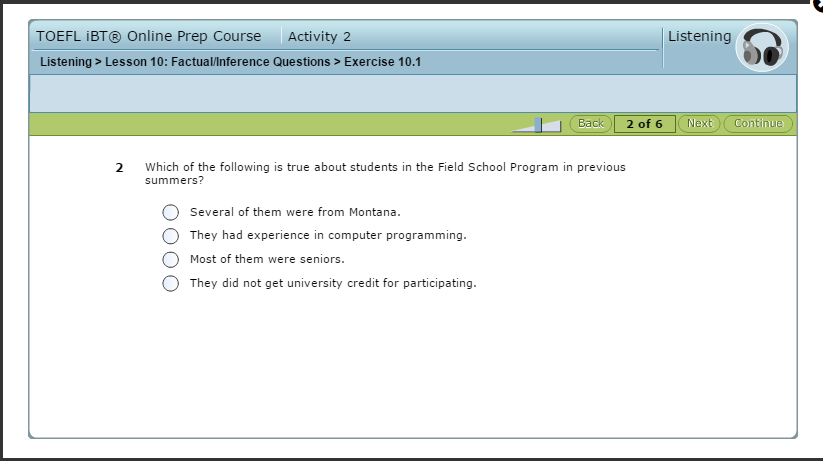 TOEFL iBT® Online Prep Course Activity 2 Listening
Listening > Lesson 10: Factual/Inference Questions > Exercise 10.1
Back 2 of 6 Next Continue
2 Which of the following is true about students in the Field School Program in previous
summers?
Several of them were from Montana.
They had experience in computer programming.
Most of them were seniors.
They did not get university credit for participating.